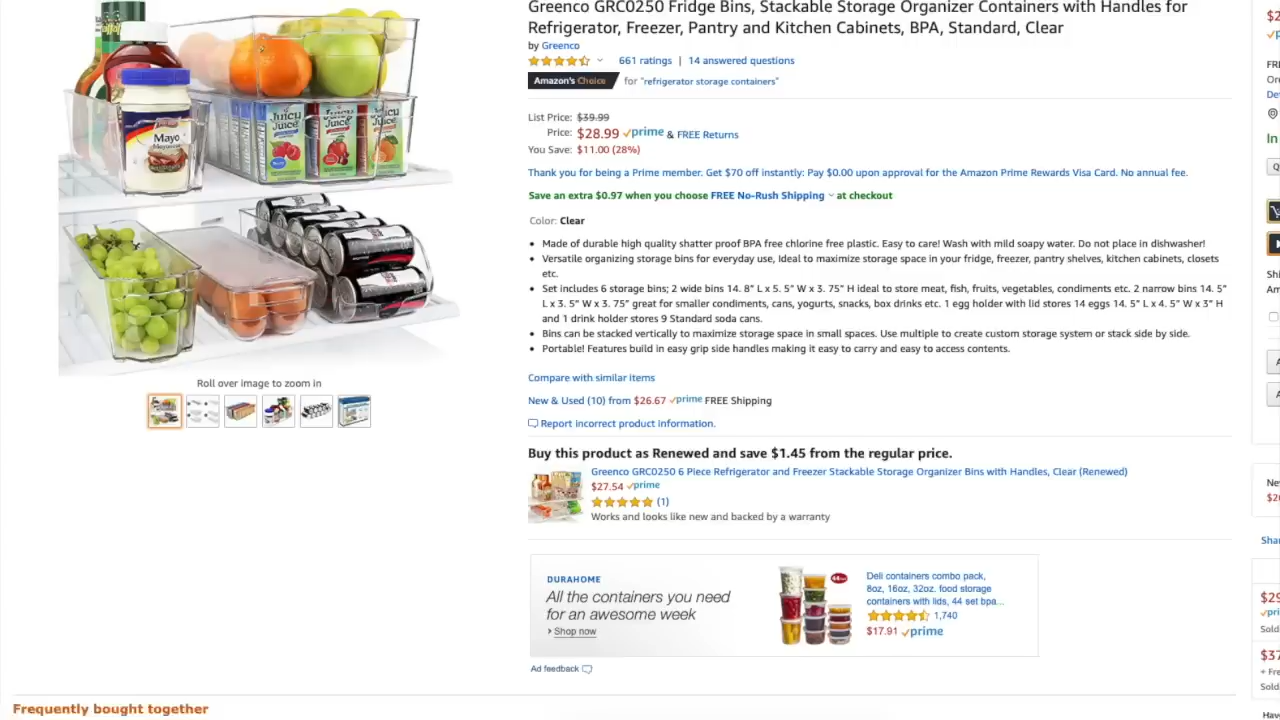 Greenco GRC0250 Fridge Bins, Stackable Storage Organizer Containers with Handles for
Refrigerator, Freezer, Pantry and Kitchen Cabinets, BPA, Standard, Clear
by Greenco
661 ratings | 14 answered questions
Amazon's Choice for "refrigerator storage containers"
List Price: $39.99
Price: $28.99 prime & FREE Returns
You Save: $11.00 (28%)
Thank you for being a Prime member. Get $70 off instantly: Pay $0.00 upon approval for the Amazon Prime Rewards Visa Card. No annual fee.
Save an extra $0.97 when you choose FREE No-Rush Shipping at checkout
Color: Clear
• Made of durable high quality shatter proof BPA free chlorine free plastic. Easy to care! Wash with mild soapy water. Do not place in dishwasher!
• Versatile organizing storage bins for everyday use, Ideal to maximize storage space in your fridge, freezer, pantry shelves, kitchen cabinets, closets
etc.
• Set includes 6 storage bins; 2 wide bins 14. 8" L x 5. 5" W x 3. 75" H ideal to store meat, fish, fruits, vegetables, condiments etc. 2 narrow bins 14. 5"
L x 3. 5" W x 3. 75" great for smaller condiments, cans, yogurts, snacks, box drinks etc. 1 egg holder with lid stores 14 eggs 14. 5" L x 4. 5" W x 3" H
and 1 drink holder stores 9 Standard soda cans.
• Bins can be stacked vertically to maximize storage space in small spaces. Use multiple to create custom storage system or stack side by side.
• Portable! Features build in easy grip side handles making it easy to carry and easy to access contents.
Compare with similar items
New & Used (10) from $26.67 prime FREE Shipping
Report incorrect product information.
Buy this product as Renewed and save $1.45 from the regular price.
Greenco GRC0250 6 Piece Refrigerator and Freezer Stackable Storage Organizer Bins with Handles, Clear (Renewed)
$27.54 prime
(1)
Works and looks like new and backed by a warranty
DURAHOME
All the containers you need
for an awesome week
› Shop now
Deli containers combo pack,
8oz, 16oz, 32oz. food storage
containers with lids, 44 set bpa...
1,740
$17.91 prime
Ad feedback
Mayo
JUICY JUICE
JUICY JUICE
JUICY JUICE
Roll over image to zoom in
Frequently bought together
In
Sold
Sold